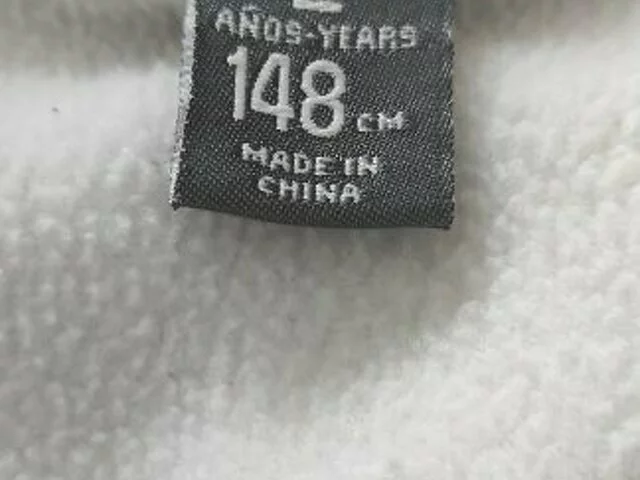 AÑOS-YEARS
148 CM
MADE IN
CHINA